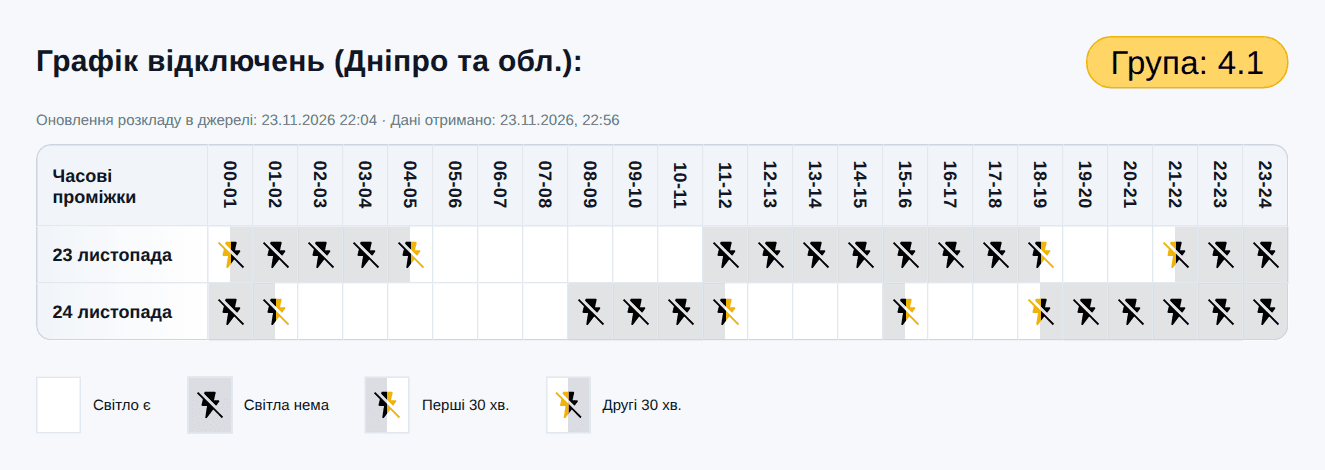 Графік відключень (Дніпро та обл.):
Група: 4.1
Оновлення розкладу в джерелі: 23.11.2026 22:04 · Дані отримано: 23.11.2026, 22:56
Часові
проміжки
00-01 01-02 02-03 03-04 04-05 05-06 06-07 07-08 08-09 09-10 10-11 11-12 12-13 13-14 14-15 15-16 16-17 17-18 18-19 19-20 20-21 21-22 22-23 23-24
23 листопада
24 листопада
Світло є
Світла нема
Перші 30 хв.
Другі 30 хв.